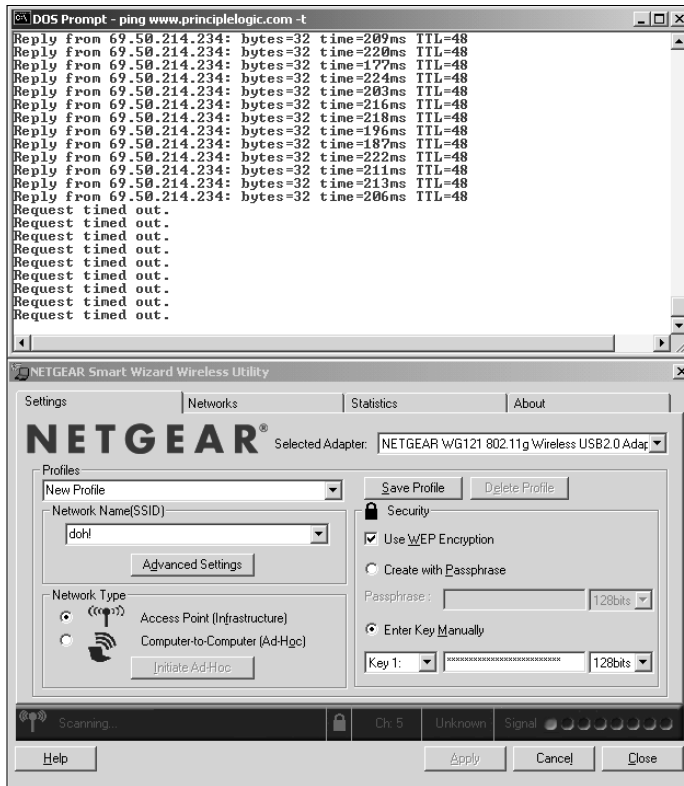 DOS Prompt - ping www.principlelogic.com -t
Reply from 69.50.214.234: bytes=32 time=209ms TTL=48
Reply from 69.50.214.234: bytes=32 time=220ms TTL=48
Reply from 69.50.214.234: bytes=32 time=177ms TTL=48
Reply from 69.50.214.234: bytes=32 time=224ms TTL=48
Reply from 69.50.214.234: bytes=32 time=203ms TTL=48
Reply from 69.50.214.234: bytes=32 time=216ms TTL=48
Reply from 69.50.214.234: bytes=32 time=218ms TTL=48
Reply from 69.50.214.234: bytes=32 time=196ms TTL=48
Reply from 69.50.214.234: bytes=32 time=187ms TTL=48
Reply from 69.50.214.234: bytes=32 time=222ms TTL=48
Reply from 69.50.214.234: bytes=32 time=211ms TTL=48
Reply from 69.50.214.234: bytes=32 time=213ms TTL=48
Reply from 69.50.214.234: bytes=32 time=206ms TTL=48
Request timed out.
Request timed out.
Request timed out.
Request timed out.
Request timed out.
Request timed out.
Request timed out.
Request timed out.
Request timed out.
NETGEAR Smart Wizard Wireless Utility
Settings Networks Statistics About
NETGEAR® Selected Adapter: NETGEAR WG121 802.11g Wireless USB2.0 Adap
Profiles
New Profile Save Profile Delete Profile
Network Name(SSID)
doh!
Advanced Settings
Security
Use WEP Encryption
Create with Passphrase
Passphrase : 128bits
Enter Key Manually
Key 1: ************************** 128bits
Network Type
Access Point (Infrastructure)
Computer-to-Computer (Ad-Hoc)
Initiate Ad-Hoc
Scanning... Ch: 5 Unknown Signal
Help Apply Cancel Close